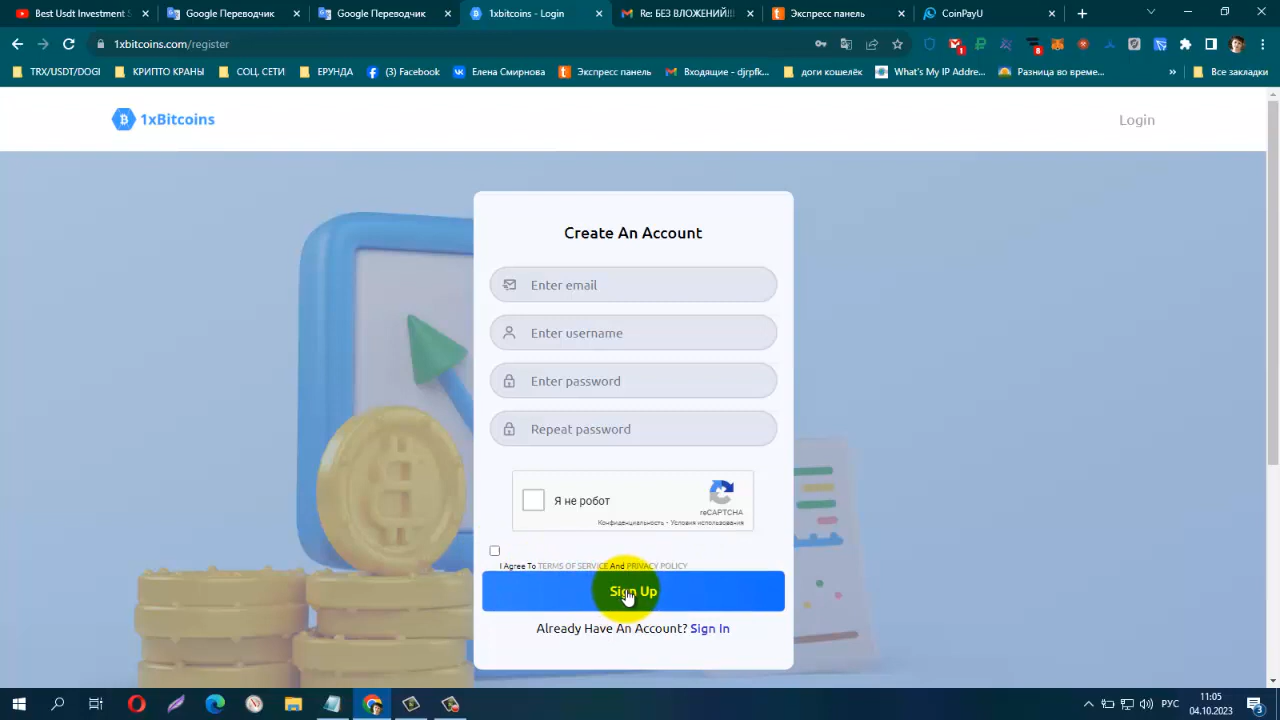 Best Usdt Investment S
Google Переводчик
Google Переводчик
1xbitcoins - Login
Re: БЕЗ ВЛОЖЕНИЙ!!!
Экспресс панель
CoinPayU
1xbitcoins.com/register
1
8
TRX/USDT/DOGI
КРИПТО КРАНЫ
СОЦ. СЕТИ
ЕРУНДА
(3) Facebook
Елена Смирнова
Экспресс панель
Входящие - djrpfk...
доги кошелёк
What's My IP Addre...
Разница во време...
»
Все закладки
1xBitcoins
Login
Create An Account
Enter email
Enter username
Enter password
Repeat password
Я не робот
reCAPTCHA
Конфиденциальность - Условия использования
I Agree To TERMS OF SERVICE And PRIVACY POLICY
Sign Up
Already Have An Account? Sign In
РУС
11:05
04.10.2023
3